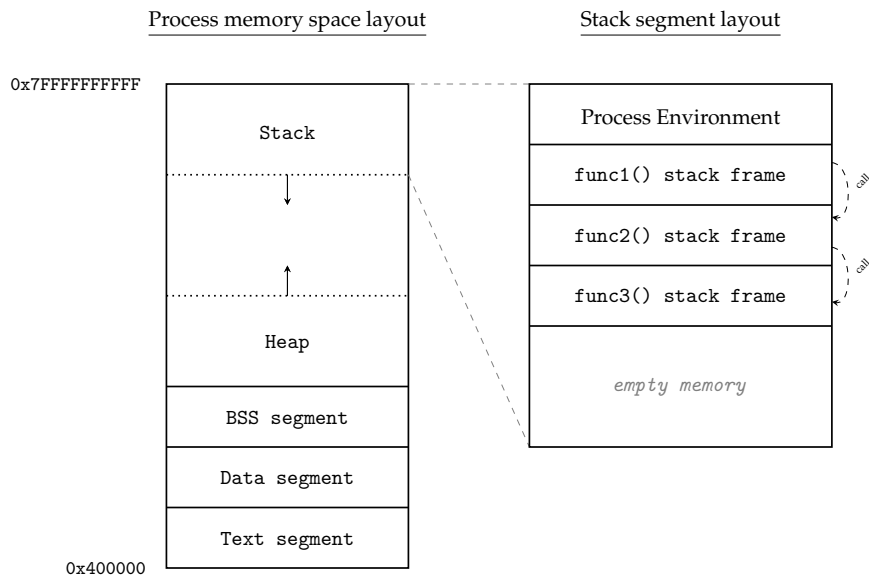 Process memory space layout
Stack segment layout
0x7FFFFFFFFFF
Stack
Heap
BSS segment
Data segment
Text segment
0x400000
Process Environment
func1() stack frame
call
func2() stack frame
call
func3() stack frame
empty memory